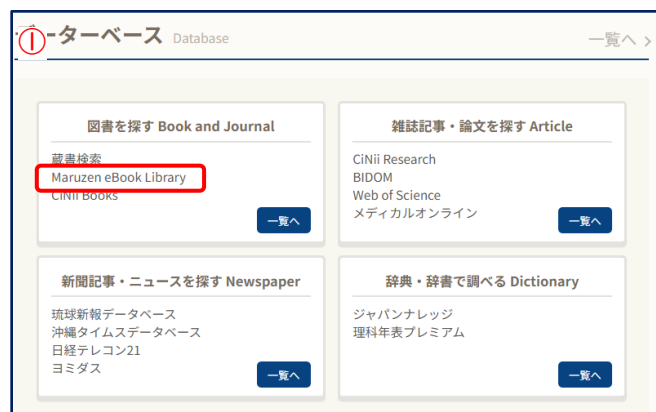 ①ーターベース Database
一覧へ >
図書を探す Book and Journal
蔵書検索
Maruzen eBook Library
CiNii Books
一覧へ
雑誌記事・論文を探す Article
CiNii Research
BIDOM
Web of Science
メディカルオンライン
一覧へ
新聞記事・ニュースを探す Newspaper
琉球新報データベース
沖縄タイムスデータベース
日経テレコン21
ヨミダス
一覧へ
辞典・辞書で調べる Dictionary
ジャパンナレッジ
理科年表プレミアム
一覧へ